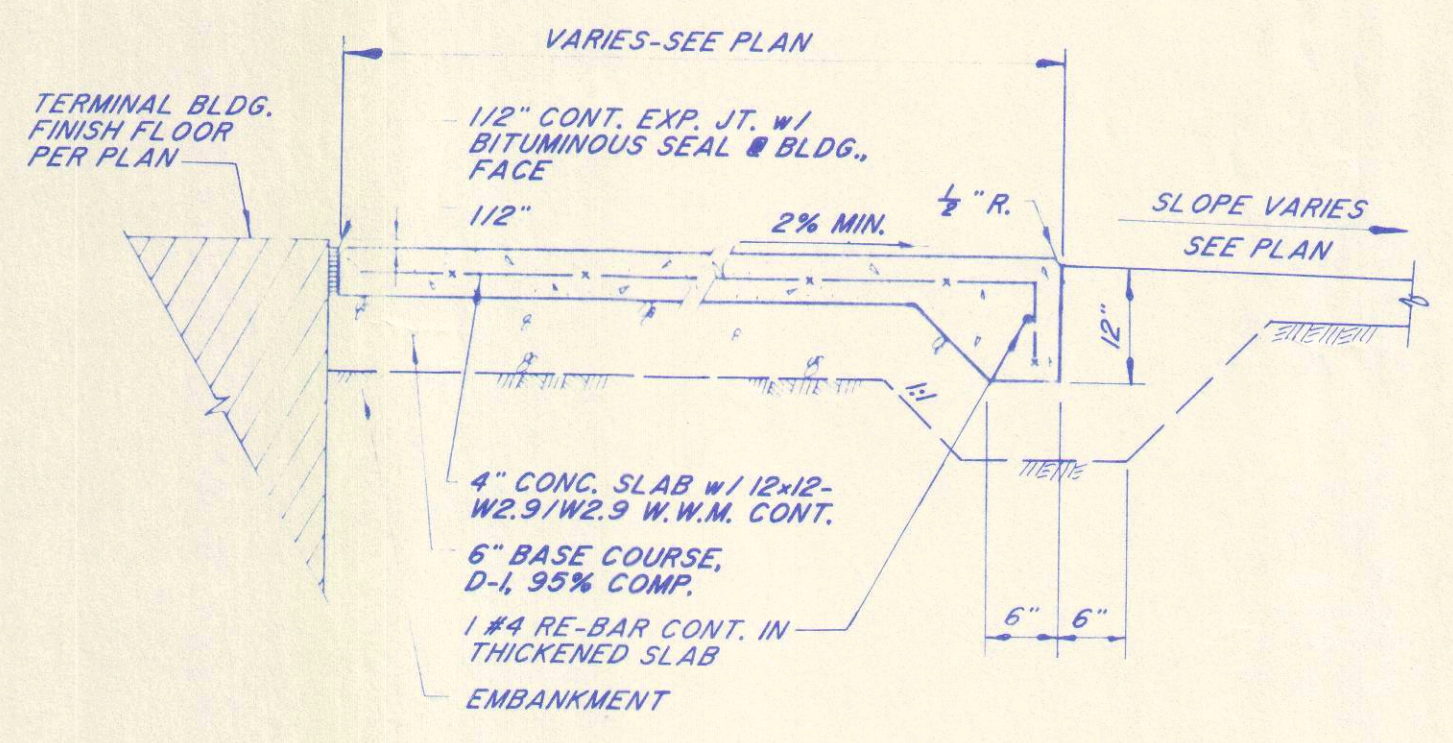 VARIES-SEE PLAN
TERMINAL BLDG.
FINISH FLOOR
PER PLAN
1/2" CONT. EXP. JT. w/
BITUMINOUS SEAL @ BLDG.,
FACE
1/2"
2% MIN.
1/2 "R.
SLOPE VARIES
SEE PLAN
12"
1:1
4" CONC. SLAB w/ 12x12-
W2.9/W2.9 W.W.M. CONT.
6" BASE COURSE,
D-1, 95% COMP.
1 #4 RE-BAR CONT. IN
THICKENED SLAB
EMBANKMENT
6" 6"